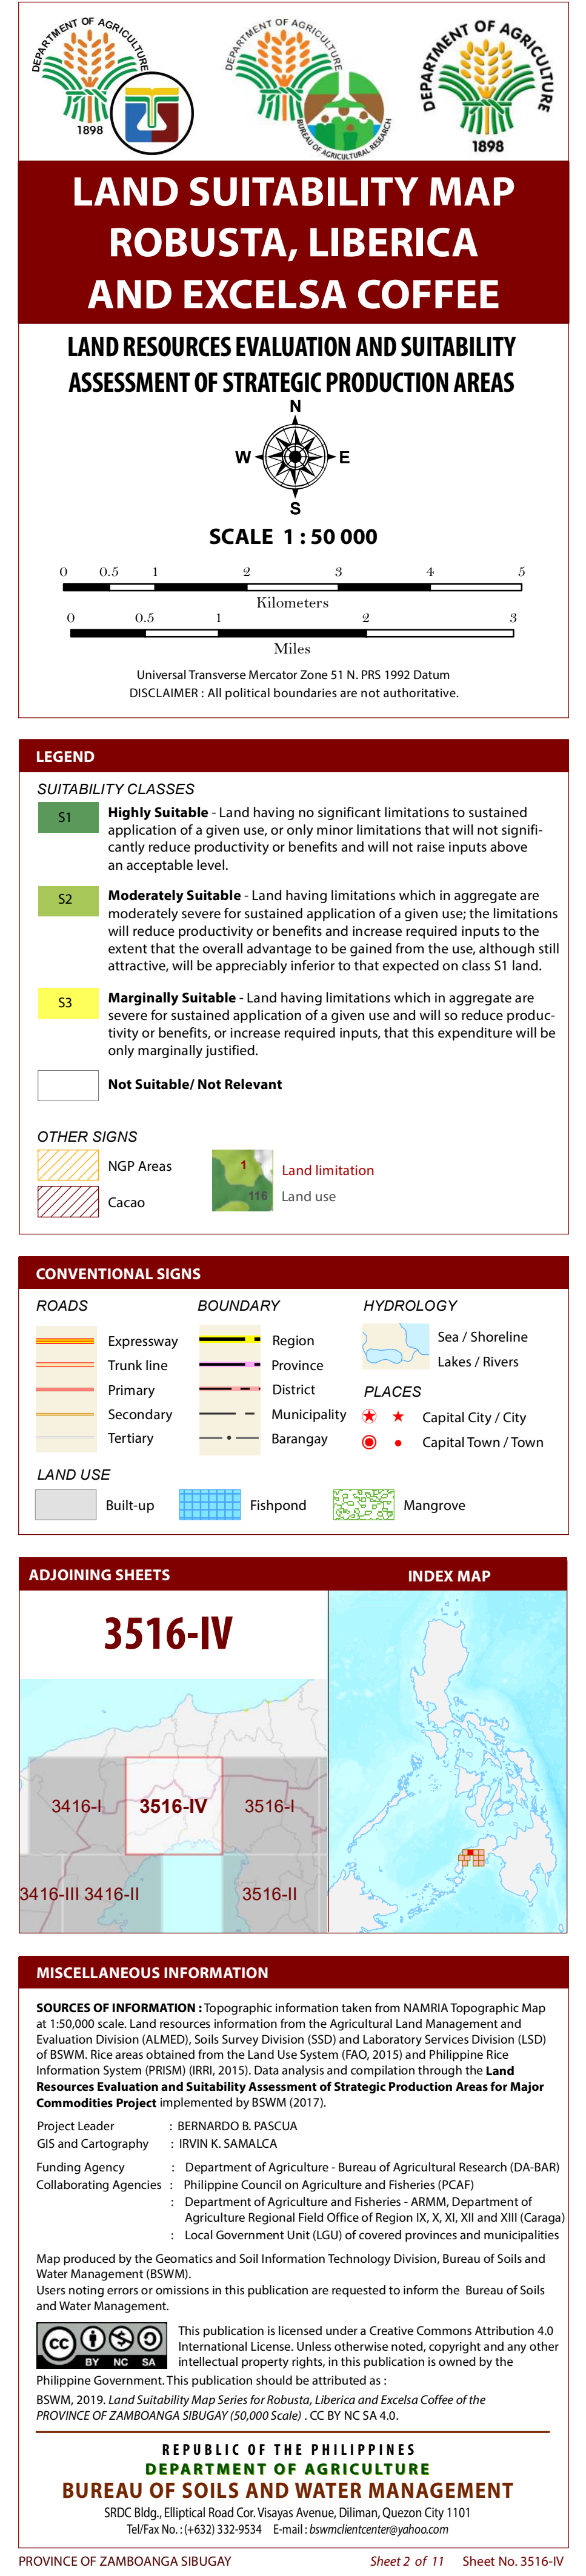 DEPARTMENT OF AGRICULTURE
1898
DEPARTMENT OF AGRICULTURE
BUREAU OF AGRICULTURAL RESEARCH
DEPARTMENT OF AGRICULTURE
1898
LAND SUITABILITY MAP
ROBUSTA, LIBERICA
AND EXCELSA COFFEE
LAND RESOURCES EVALUATION AND SUITABILITY
ASSESSMENT OF STRATEGIC PRODUCTION AREAS
N
W E
S
SCALE 1 : 50 000
0 0.5 1 2 3 4 5
Kilometers
0 0.5 1 2 3
Miles
Universal Transverse Mercator Zone 51 N. PRS 1992 Datum
DISCLAIMER : All political boundaries are not authoritative.
LEGEND
SUITABILITY CLASSES
S1 Highly Suitable - Land having no significant limitations to sustained
application of a given use, or only minor limitations that will not signifi-
cantly reduce productivity or benefits and will not raise inputs above
an acceptable level.
S2 Moderately Suitable - Land having limitations which in aggregate are
moderately severe for sustained application of a given use; the limitations
will reduce productivity or benefits and increase required inputs to the
extent that the overall advantage to be gained from the use, although still
attractive, will be appreciably inferior to that expected on class S1 land.
S3 Marginally Suitable - Land having limitations which in aggregate are
severe for sustained application of a given use and will so reduce produc-
tivity or benefits, or increase required inputs, that this expenditure will be
only marginally justified.
Not Suitable/ Not Relevant
OTHER SIGNS
NGP Areas 1 Land limitation
Cacao 116 Land use
CONVENTIONAL SIGNS
ROADS BOUNDARY HYDROLOGY
Expressway Region Sea / Shoreline
Trunk line Province Lakes / Rivers
Primary District PLACES
Secondary Municipality Capital City / City
Tertiary Barangay Capital Town / Town
LAND USE
Built-up Fishpond Mangrove
ADJOINING SHEETS INDEX MAP
3516-IV
3416-I 3516-IV 3516-I
3416-III 3416-II 3516-II
MISCELLANEOUS INFORMATION
SOURCES OF INFORMATION : Topographic information taken from NAMRIA Topographic Map
at 1:50,000 scale. Land resources information from the Agricultural Land Management and
Evaluation Division (ALMED), Soils Survey Division (SSD) and Laboratory Services Division (LSD)
of BSWM. Rice areas obtained from the Land Use System (FAO, 2015) and Philippine Rice
Information System (PRISM) (IRRI, 2015). Data analysis and compilation through the Land
Resources Evaluation and Suitability Assessment of Strategic Production Areas for Major
Commodities Project implemented by BSWM (2017).
Project Leader : BERNARDO B. PASCUA
GIS and Cartography : IRVIN K. SAMALCA
Funding Agency : Department of Agriculture - Bureau of Agricultural Research (DA-BAR)
Collaborating Agencies : Philippine Council on Agriculture and Fisheries (PCAF)
: Department of Agriculture and Fisheries - ARMM, Department of
Agriculture Regional Field Office of Region IX, X, XI, XII and XIII (Caraga)
: Local Government Unit (LGU) of covered provinces and municipalities
Map produced by the Geomatics and Soil Information Technology Division, Bureau of Soils and
Water Management (BSWM).
Users noting errors or omissions in this publication are requested to inform the Bureau of Soils
and Water Management.
cc BY NC SA
This publication is licensed under a Creative Commons Attribution 4.0
International License. Unless otherwise noted, copyright and any other
intellectual property rights, in this publication is owned by the
Philippine Government. This publication should be attributed as :
BSWM, 2019. Land Suitability Map Series for Robusta, Liberica and Excelsa Coffee of the
PROVINCE OF ZAMBOANGA SIBUGAY (50,000 Scale) . CC BY NC SA 4.0.
REPUBLIC OF THE PHILIPPINES
DEPARTMENT OF AGRICULTURE
BUREAU OF SOILS AND WATER MANAGEMENT
SRDC Bldg., Elliptical Road Cor. Visayas Avenue, Diliman, Quezon City 1101
Tel/Fax No. : (+632) 332-9534 E-mail : bswmclientcenter@yahoo.com
PROVINCE OF ZAMBOANGA SIBUGAY Sheet 2 of 11 Sheet No. 3516-IV